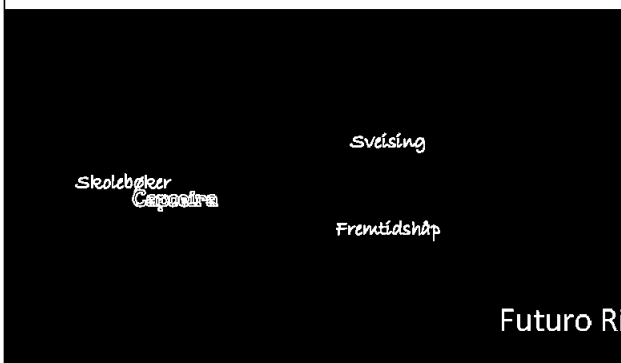 Sveising
Skolebøker
Capoeira
Fremtidshåp
Futuro Ri